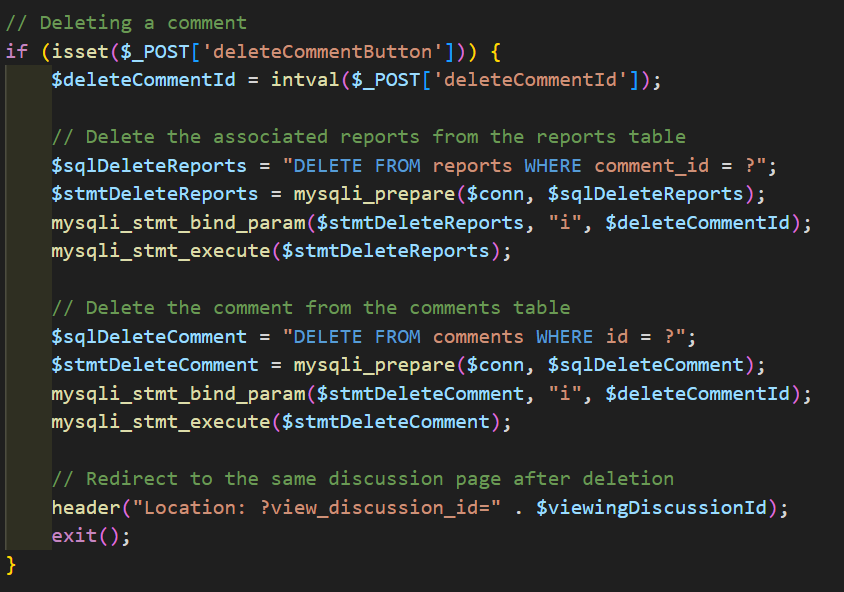 // Deleting a comment
if (isset($_POST['deleteCommentButton'])) {
    $deleteCommentId = intval($_POST['deleteCommentId']);

    // Delete the associated reports from the reports table
    $sqlDeleteReports = "DELETE FROM reports WHERE comment_id = ?";
    $stmtDeleteReports = mysqli_prepare($conn, $sqlDeleteReports);
    mysqli_stmt_bind_param($stmtDeleteReports, "i", $deleteCommentId);
    mysqli_stmt_execute($stmtDeleteReports);

    // Delete the comment from the comments table
    $sqlDeleteComment = "DELETE FROM comments WHERE id = ?";
    $stmtDeleteComment = mysqli_prepare($conn, $sqlDeleteComment);
    mysqli_stmt_bind_param($stmtDeleteComment, "i", $deleteCommentId);
    mysqli_stmt_execute($stmtDeleteComment);

    // Redirect to the same discussion page after deletion
    header("Location: ?view_discussion_id=" . $viewingDiscussionId);
    exit();
}